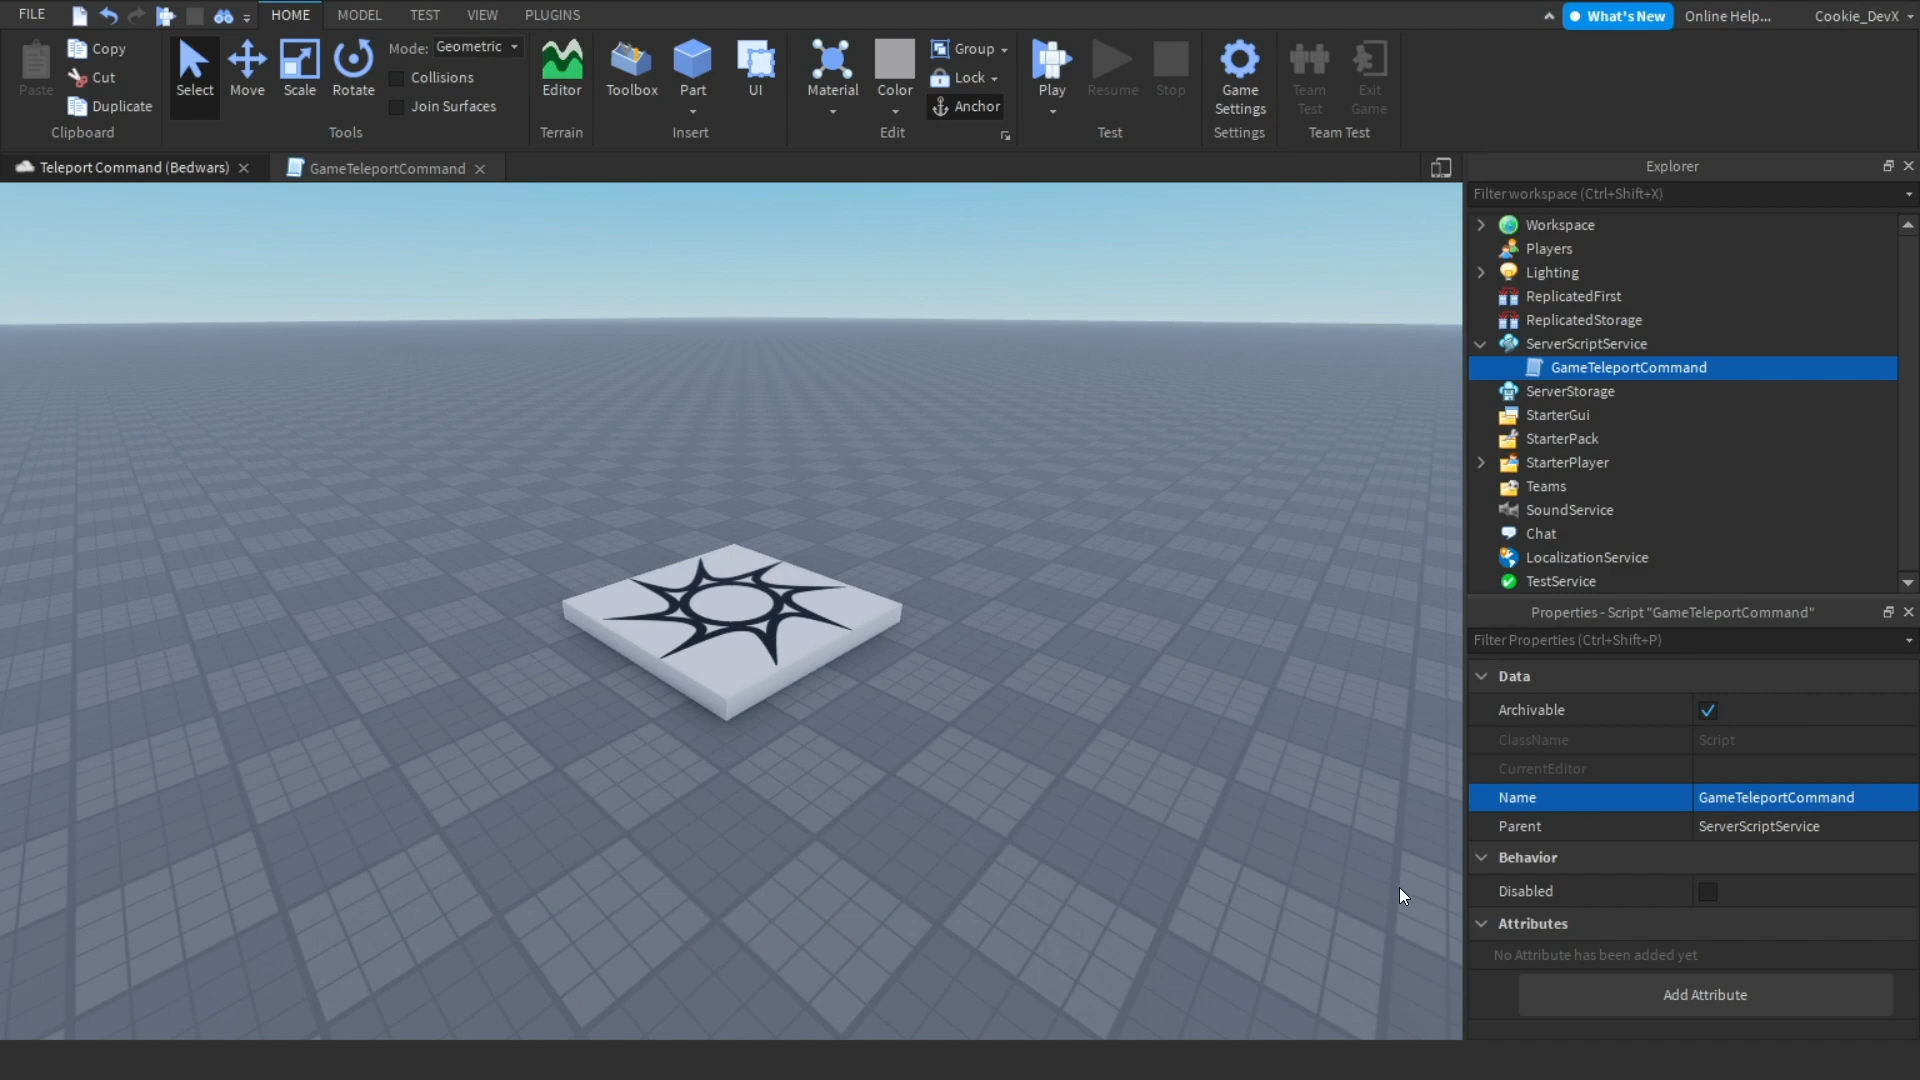 FILE HOME MODEL TEST VIEW PLUGINS What's New Online Help... Cookie_DevX
Paste Copy Cut Duplicate
Clipboard
Select Move Scale Rotate
Mode: Geometric
Collisions
Join Surfaces
Tools
Editor
Terrain
Toolbox Part UI
Insert
Material Color
Group
Lock
Anchor
Edit
Play Resume Stop
Test
Game Settings
Settings
Team Test
Exit Game
Team Test
Teleport Command (Bedwars)
GameTeleportCommand
Explorer
Filter workspace (Ctrl+Shift+X)
Workspace
Players
Lighting
ReplicatedFirst
ReplicatedStorage
ServerScriptService
GameTeleportCommand
ServerStorage
StarterGui
StarterPack
StarterPlayer
Teams
SoundService
Chat
LocalizationService
TestService
Properties - Script "GameTeleportCommand"
Filter Properties (Ctrl+Shift+P)
Data
Archivable
ClassName Script
CurrentEditor
Name GameTeleportCommand
Parent ServerScriptService
Behavior
Disabled
Attributes
No Attribute has been added yet
Add Attribute